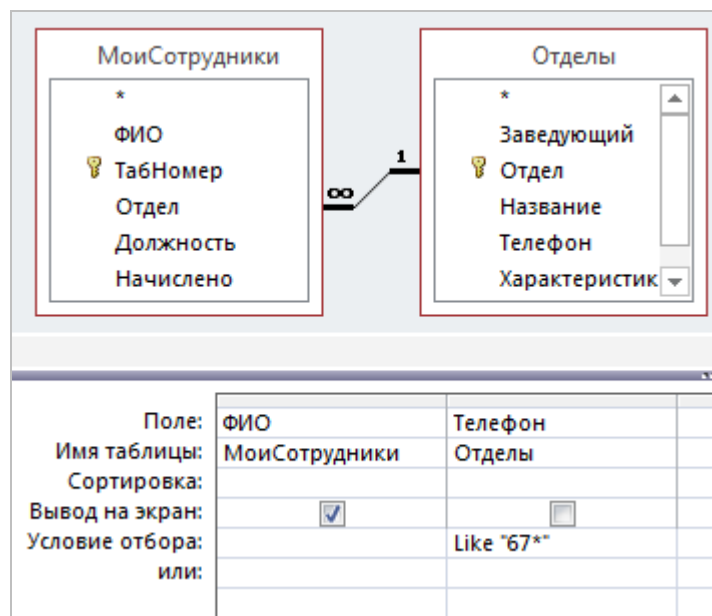 МоиСотрудники
*
ФИО
ТабНомер
Отдел
Должность
Начислено
∞
1
Отделы
*
Заведующий
Отдел
Название
Телефон
Характеристик
Поле: ФИО Телефон
Имя таблицы: МоиСотрудники Отделы
Сортировка:
Вывод на экран:
Условие отбора: Like "67*"
или: